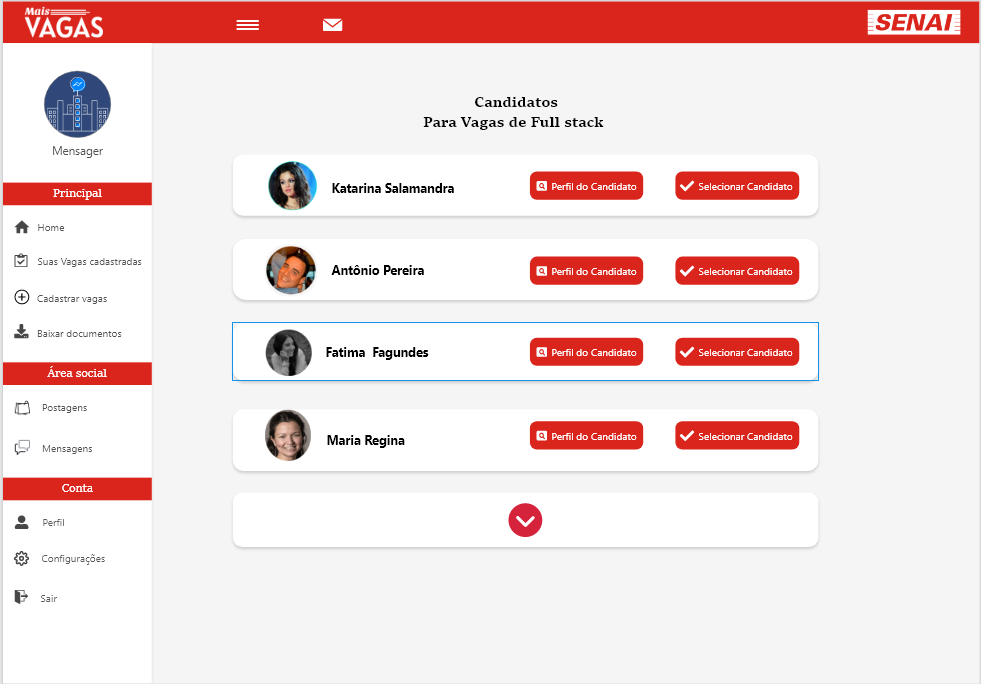 Mais
VAGAS
SENAI
Mensager
Principal
Home
Suas Vagas cadastradas
Cadastrar vagas
Baixar documentos
Área social
Postagens
Mensagens
Conta
Perfil
Configurações
Sair
Candidatos
Para Vagas de Full stack
Katarina Salamandra
Perfil do Candidato
Selecionar Candidato
Antônio Pereira
Perfil do Candidato
Selecionar Candidato
Fatima Fagundes
Perfil do Candidato
Selecionar Candidato
Maria Regina
Perfil do Candidato
Selecionar Candidato